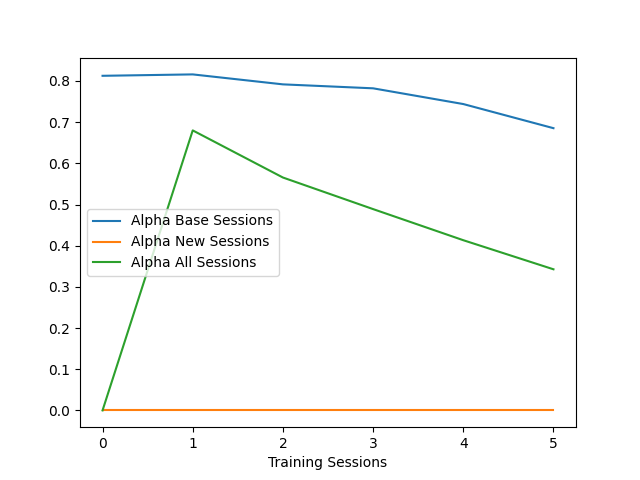 0.8
0.7
0.6
0.5
0.4
0.3
0.2
0.1
0.0
Alpha Base Sessions
Alpha New Sessions
Alpha All Sessions
0 1 2 3 4 5
Training Sessions